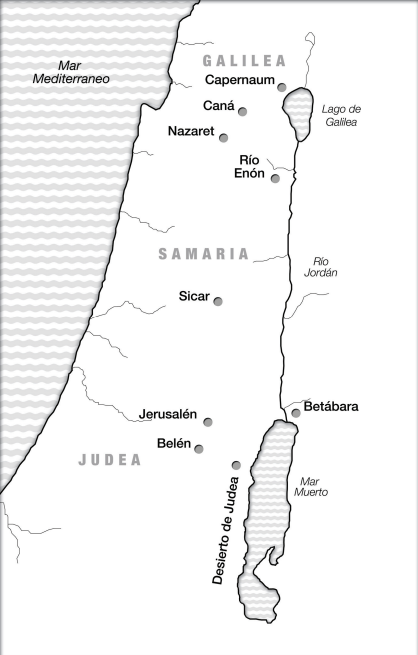 Mar
Mediterraneo
GALILEA
Capernaum
Caná
Lago de
Galilea
Nazaret
Río
Enón
SAMARIA
Río
Jordán
Sicar
Betábara
Jerusalén
Belén
JUDEA
Desierto de Judea
Mar
Muerto